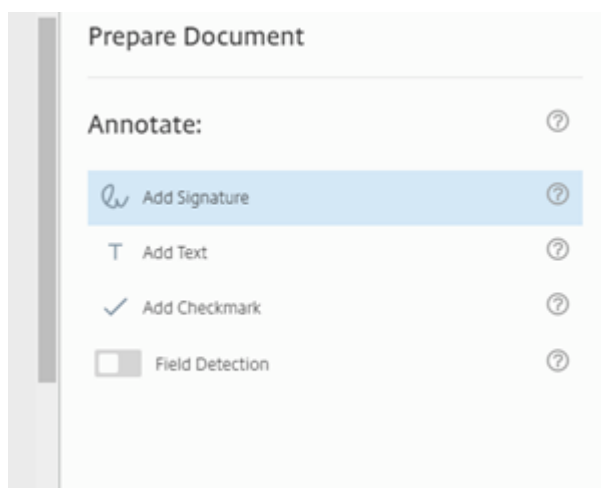 Prepare Document
Annotate:
Add Signature
Add Text
Add Checkmark
Field Detection